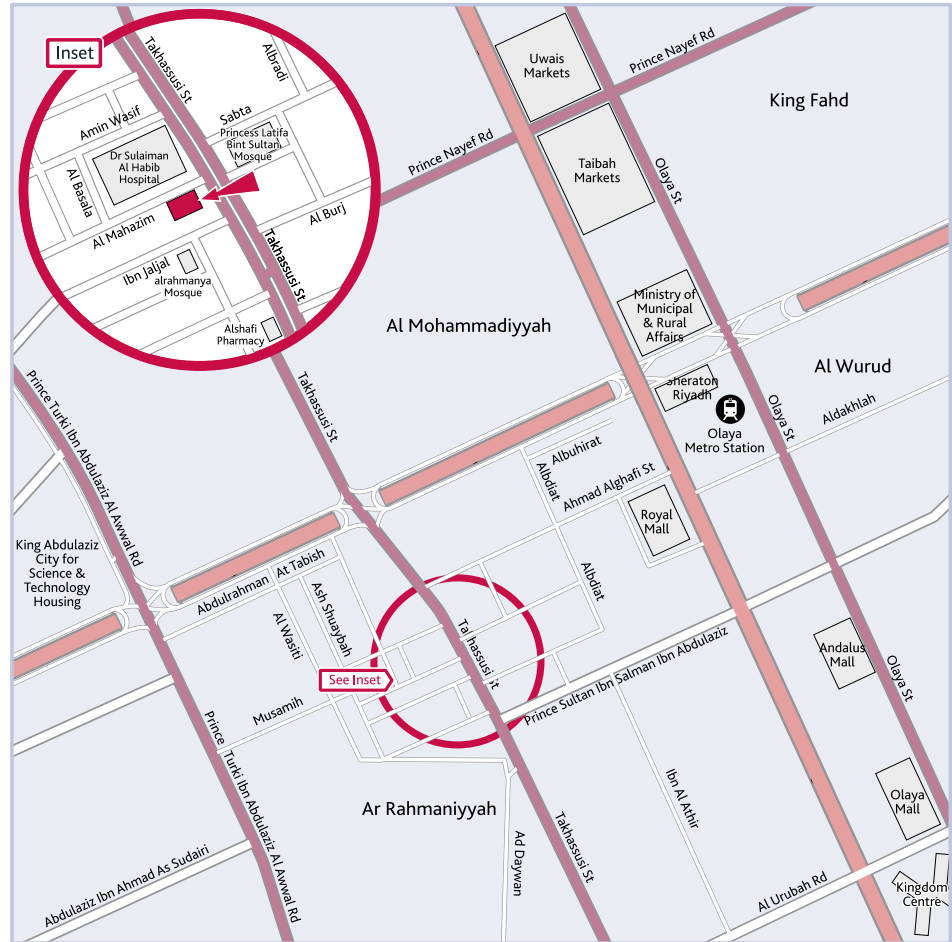 Inset
Takhassusi St
Albradi
Amin Wasif
Sabta
Princess Latifa
Bint Sultan
Mosque
Dr Sulaiman
Al Habib
Hospital
Al Basala
Al Mahazim
Al Burj
Ibn Jaljal
alrahmanya
Mosque
Takhassusi St
Alshafi
Pharmacy
Uwais
Markets
Prince Nayef Rd
King Fahd
Prince Nayef Rd
Taibah
Markets
Olaya St
Ministry of
Municipal
& Rural
Affairs
Al Mohammadiyyah
Al Wurud
Sheraton
Riyadh
Olaya
Metro Station
Olaya St
Aldakhlah
Takhassusi St
Prince Turki Ibn Abdulaziz Al Awwal Rd
Albuhirat
Albdiat
Ahmad Alghafi St
Royal
Mall
King Abdulaziz
City for
Science &
Technology
Housing
Abdulrahman
At Tabish
Ash Shuaybah
Al Wasiti
Albdiat
Takhassusi St
See Inset
Musamih
Prince Sultan Ibn Salman Ibn Abdulaziz
Andalus
Mall
Olaya St
Prince Turki Ibn Abdulaziz Al Awwal Rd
Ar Rahmaniyyah
Ibn Al Athir
Olaya
Mall
Takhassusi St
Ad Daywan
Abdulaziz Ibn Ahmad As Sudairi
Al Urubah Rd
Kingdom
Centre